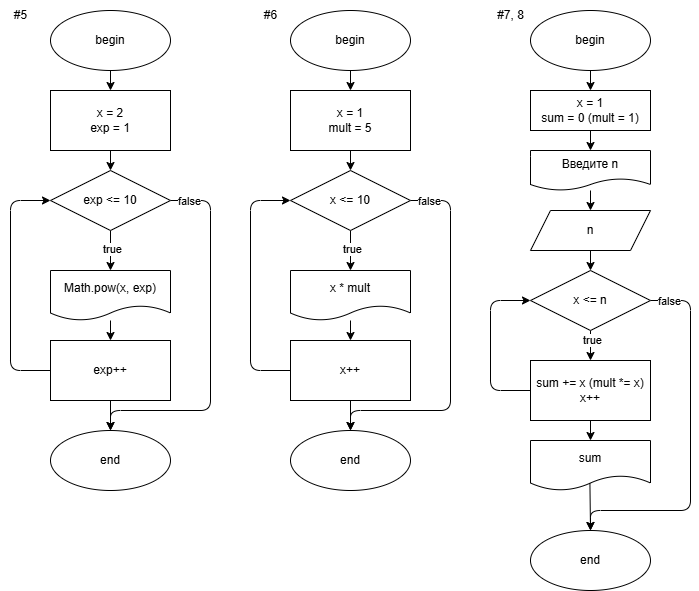 #5
begin
x = 2
exp = 1
exp <= 10
false
true
Math.pow(x, exp)
exp++
end
#6
begin
x = 1
mult = 5
x <= 10
false
true
x * mult
x++
end
#7, 8
begin
x = 1
sum = 0 (mult = 1)
Введите n
n
x <= n
false
true
sum += x (mult *= x)
x++
sum
end